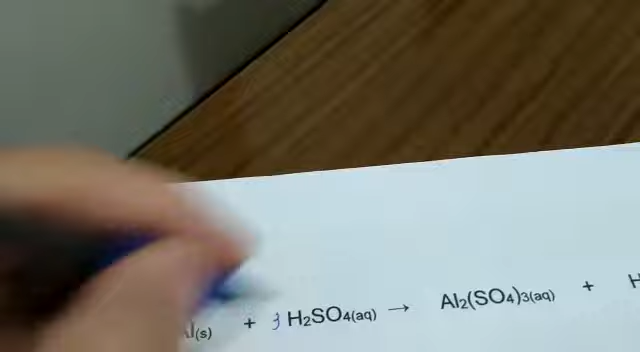 l(s) + 3 H₂SO₄(aq) → Al₂(SO₄)₃(aq) + H